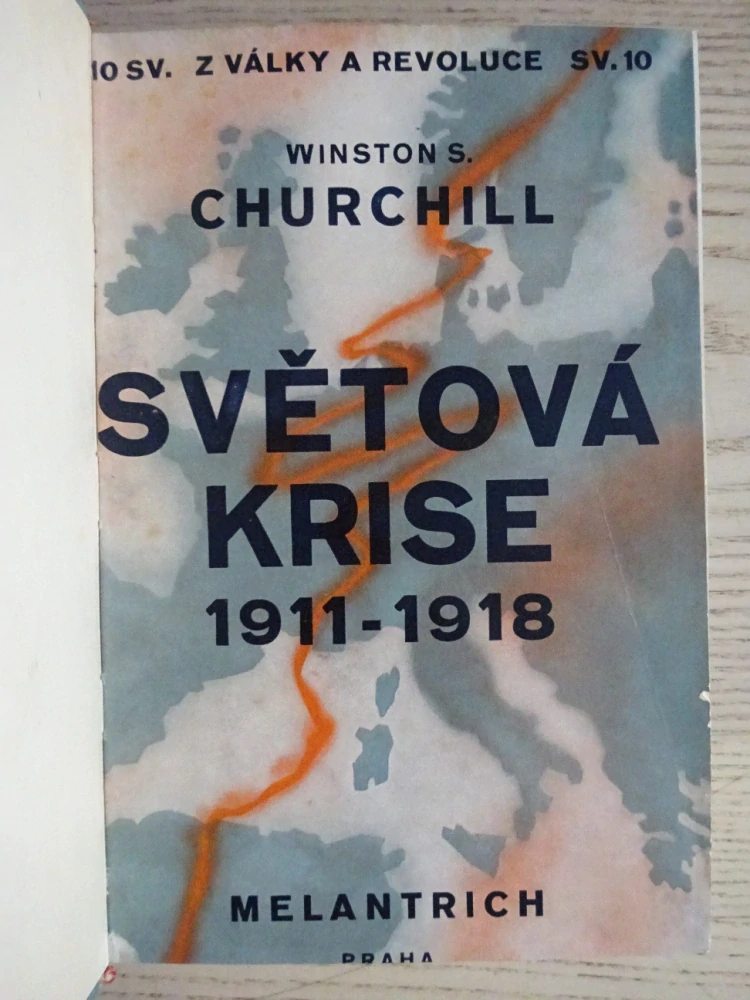 10 SV. Z VÁLKY A REVOLUCE SV. 10
WINSTON S.
CHURCHILL
SVĚTOVÁ
KRISE
1911-1918
MELANTRICH
PRAHA